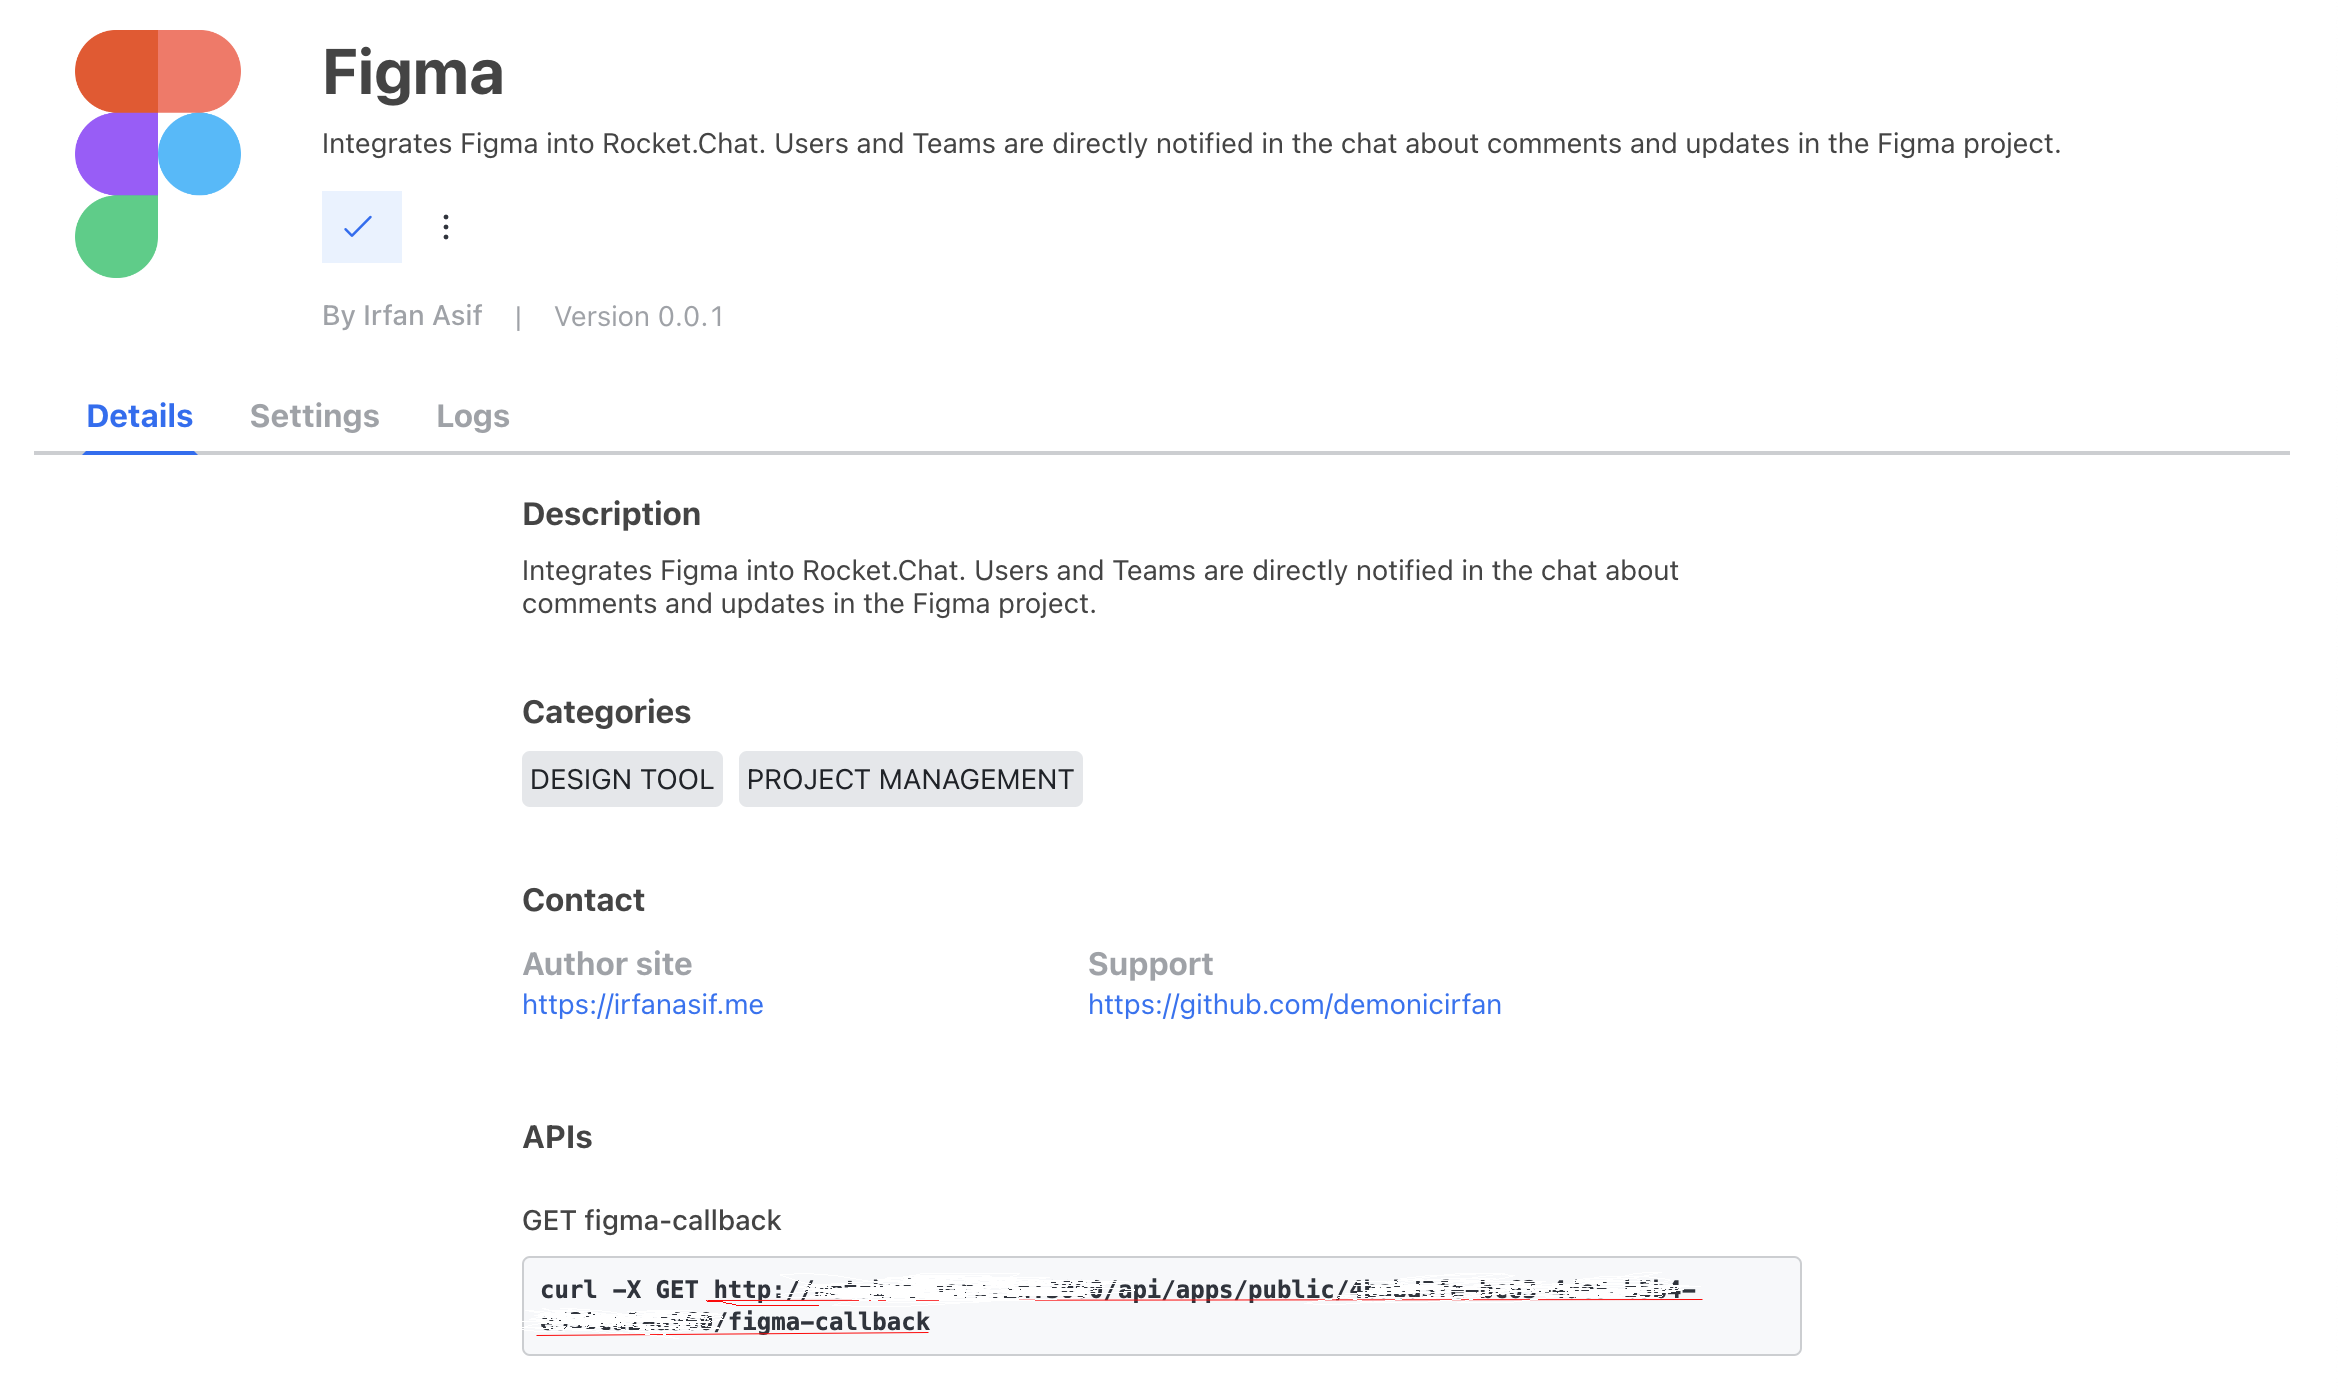 Figma
Integrates Figma into Rocket.Chat. Users and Teams are directly notified in the chat about comments and updates in the Figma project.
By Irfan Asif | Version 0.0.1
Details Settings Logs
Description
Integrates Figma into Rocket.Chat. Users and Teams are directly notified in the chat about
comments and updates in the Figma project.
Categories
DESIGN TOOL PROJECT MANAGEMENT
Contact
Author site Support
https://irfanasif.me https://github.com/demonicirfan
APIs
GET figma-callback
curl -X GET http:// /api/apps/public/
/figma-callback